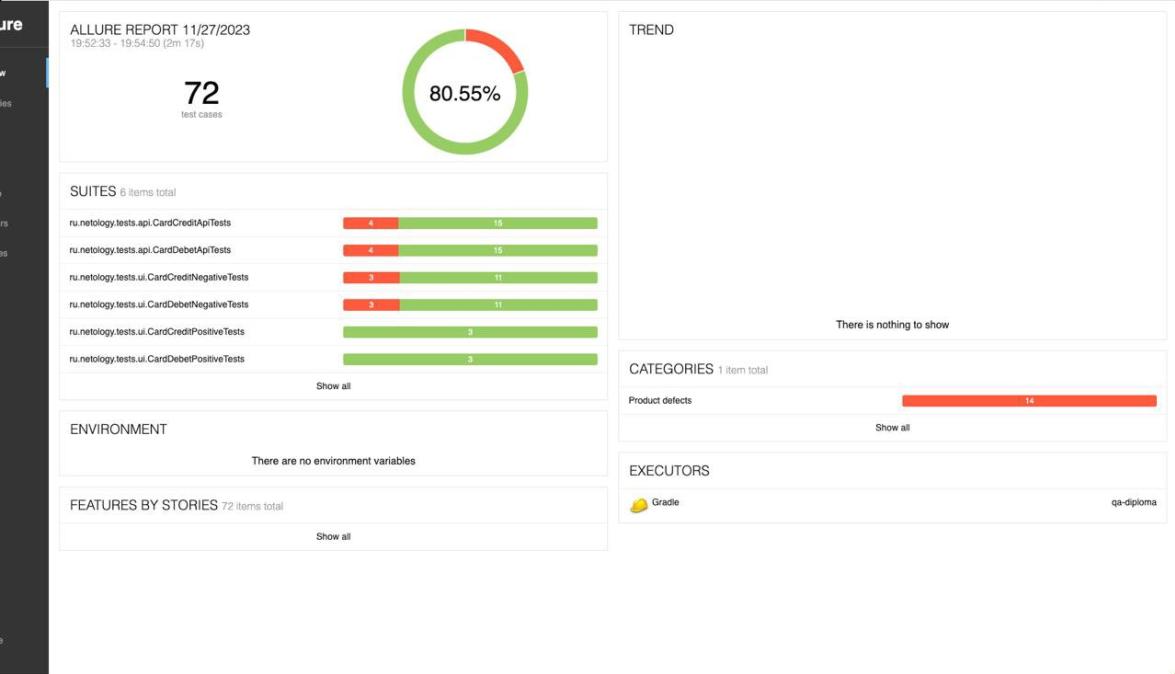 ure
w
ies
rs
es
e
ALLURE REPORT 11/27/2023
19:52:33 - 19:54:50 (2m 17s)
72
test cases
80.55%
SUITES 6 items total
ru.netology.tests.api.CardCreditApiTests 4 15
ru.netology.tests.api.CardDebetApiTests 4 15
ru.netology.tests.ui.CardCreditNegativeTests 3 11
ru.netology.tests.ui.CardDebetNegativeTests 3 11
ru.netology.tests.ui.CardCreditPositiveTests 3
ru.netology.tests.ui.CardDebetPositiveTests 3
Show all
ENVIRONMENT
There are no environment variables
FEATURES BY STORIES 72 items total
Show all
TREND
There is nothing to show
CATEGORIES 1 item total
Product defects 14
Show all
EXECUTORS
Gradle qa-diploma